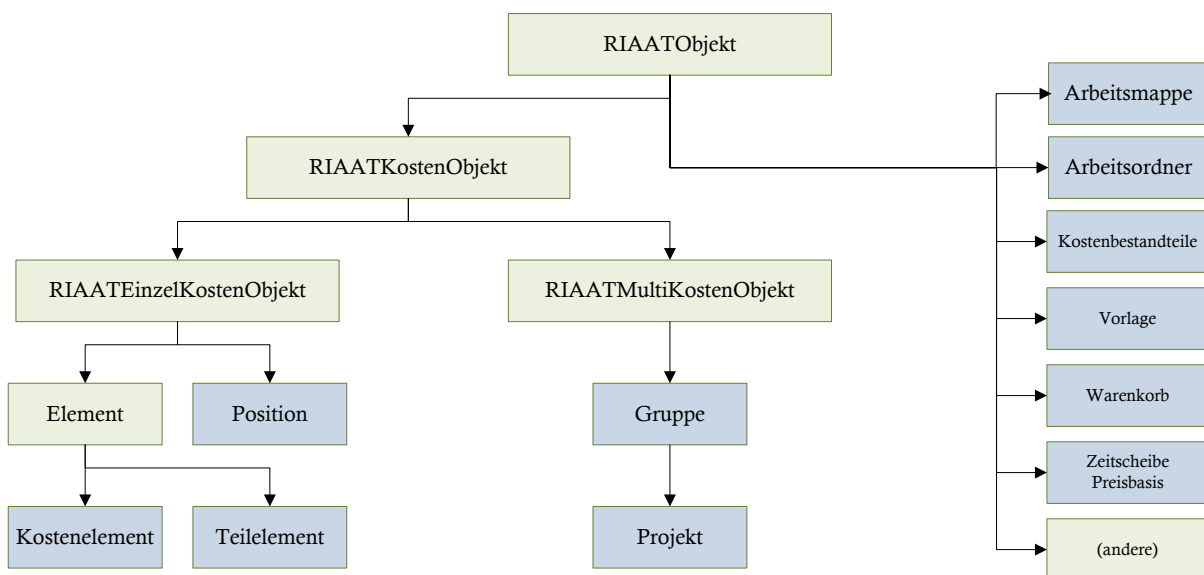 RIAATObjekt
Arbeitsmappe
RIAATKostenObjekt
Arbeitsordner
Kostenbestandteile
RIAATEinzelKostenObjekt
RIAATMultiKostenObjekt
Vorlage
Element
Position
Gruppe
Warenkorb
Zeitscheibe
Preisbasis
Kostenelement
Teilelement
Projekt
(andere)